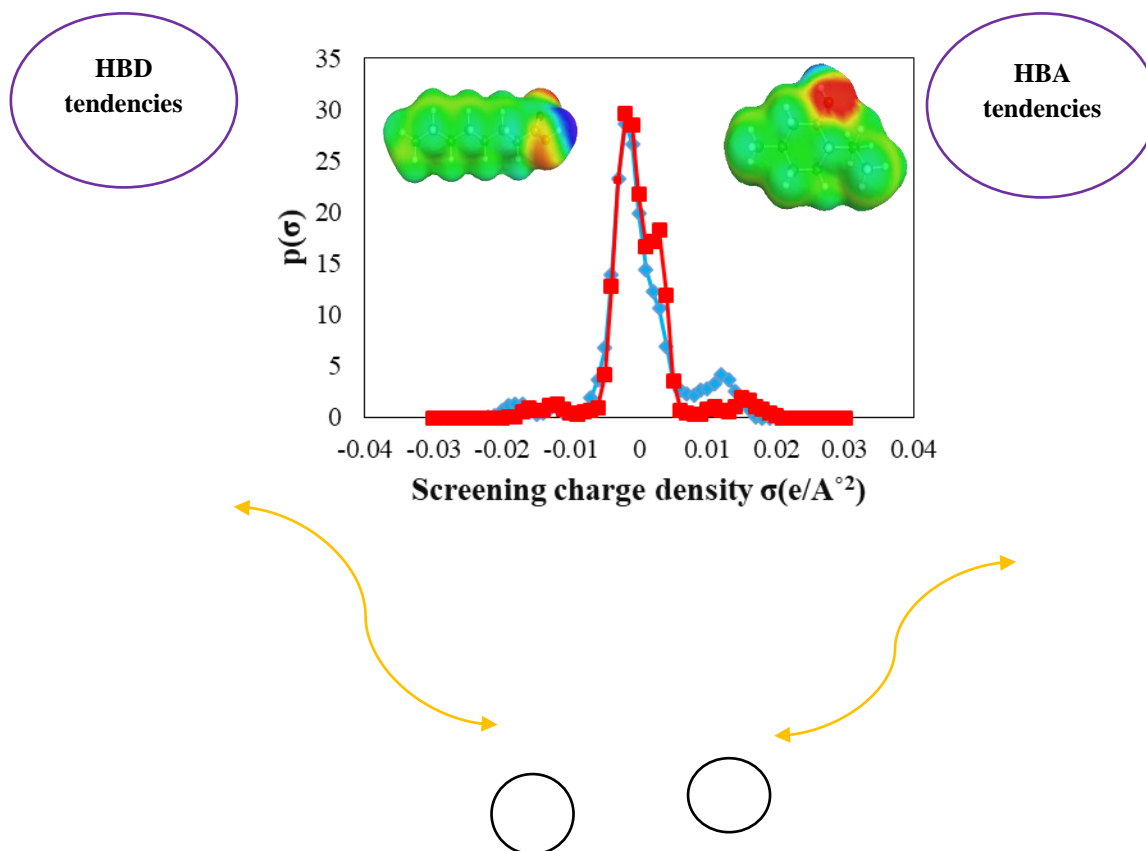 HBD
tendencies
HBA
tendencies
35
30
25
20
15
10
5
0
p(σ)
-0.04 -0.03 -0.02 -0.01 0 0.01 0.02 0.03 0.04
Screening charge density σ(e/A˚²)